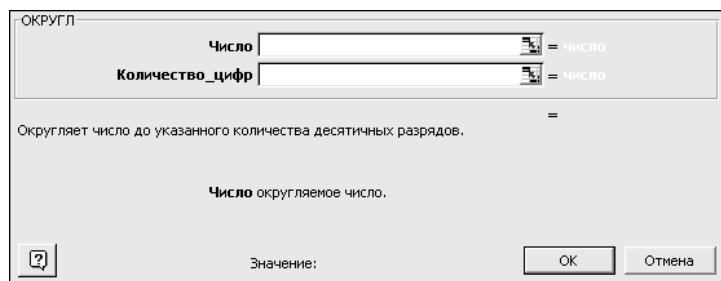 ОКРУГЛ
Число = число
Количество_цифр = число
=
Округляет число до указанного количества десятичных разрядов.
Число округляемое число.
? Значение: OK Отмена